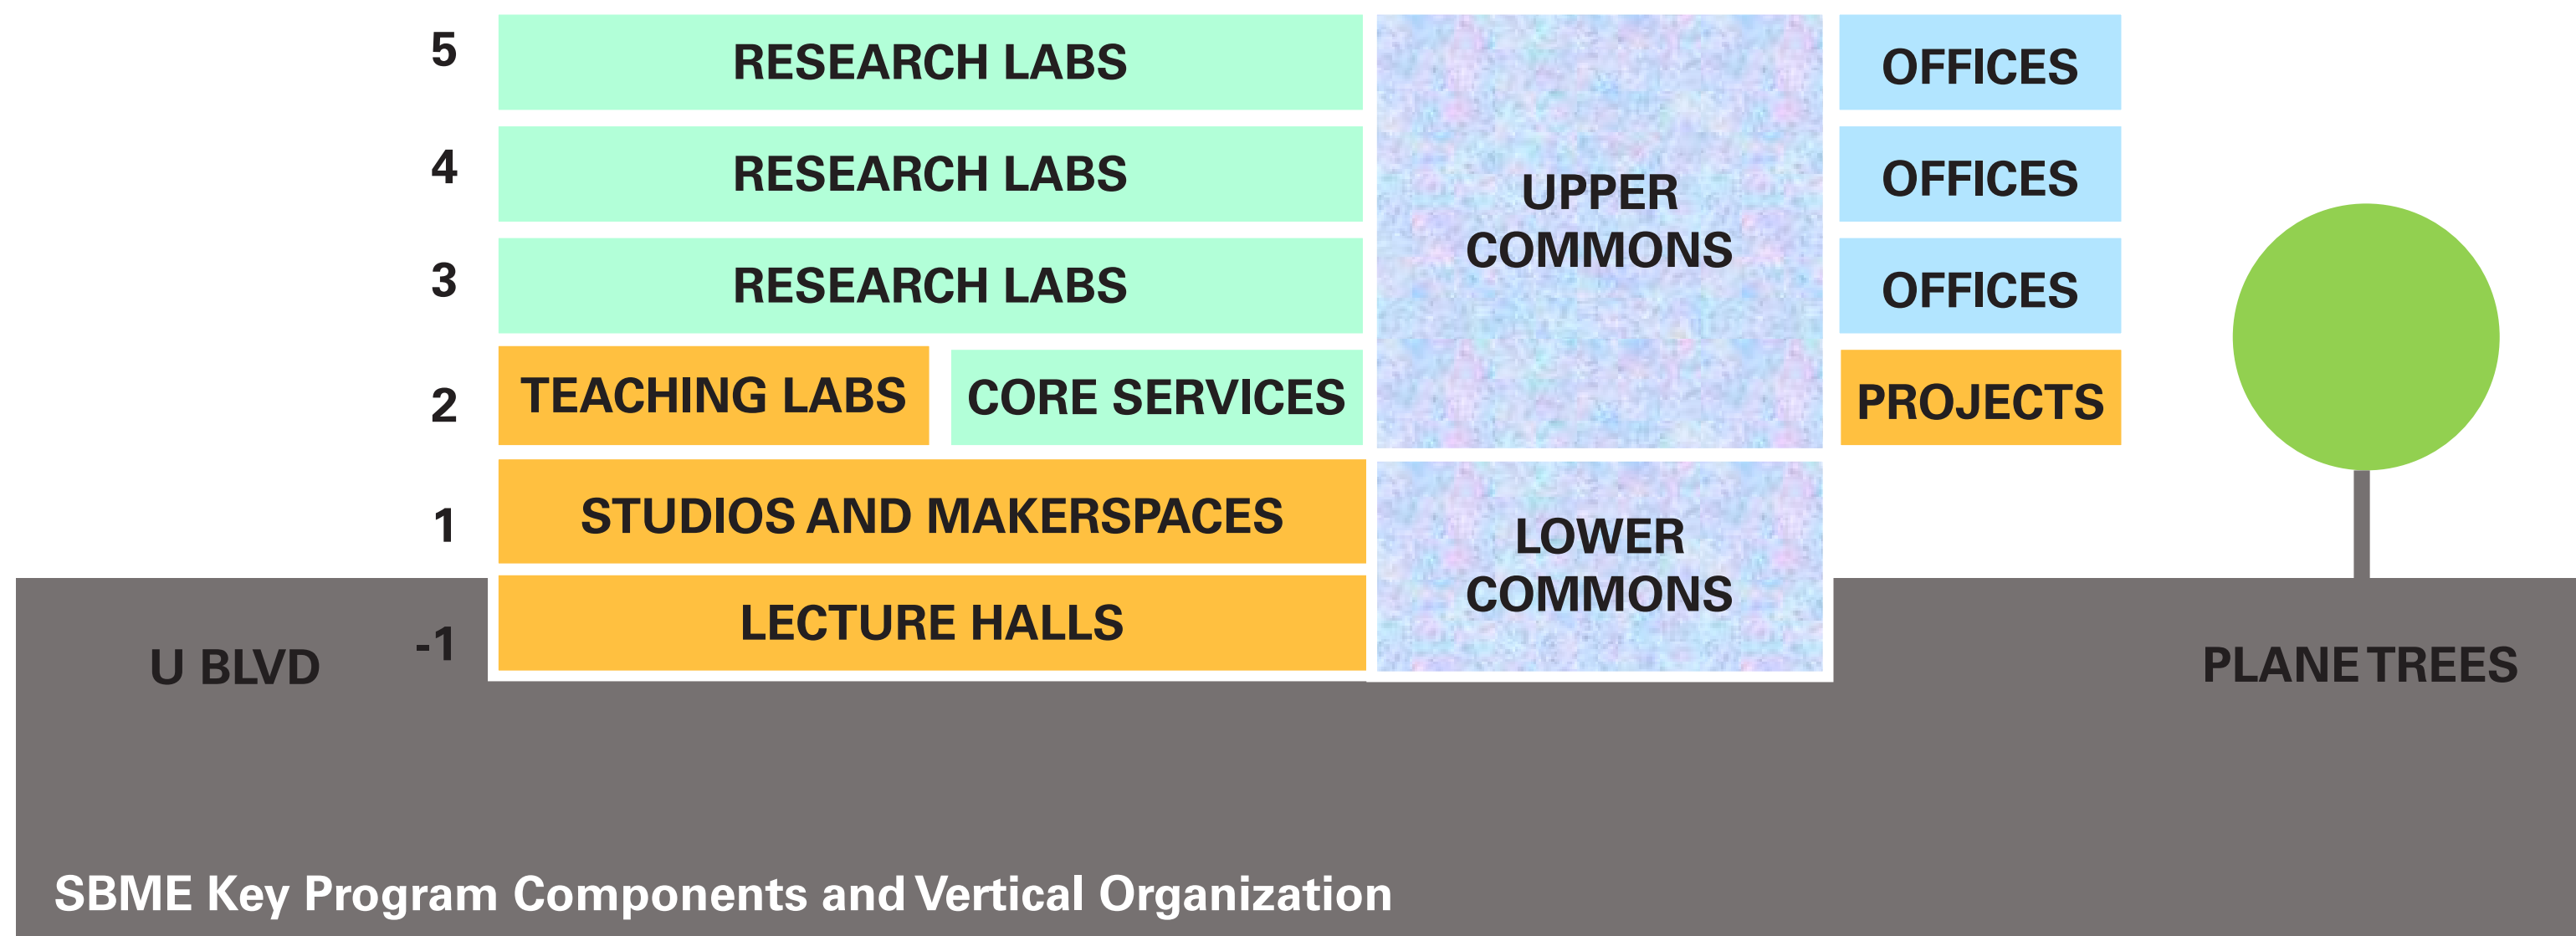 5
RESEARCH LABS
OFFICES
4
RESEARCH LABS
OFFICES
UPPER
COMMONS
3
RESEARCH LABS
OFFICES
2
TEACHING LABS
CORE SERVICES
PROJECTS
1
STUDIOS AND MAKERSPACES
LOWER
COMMONS
-1
LECTURE HALLS
U BLVD
PLANE TREES
SBME Key Program Components and Vertical Organization